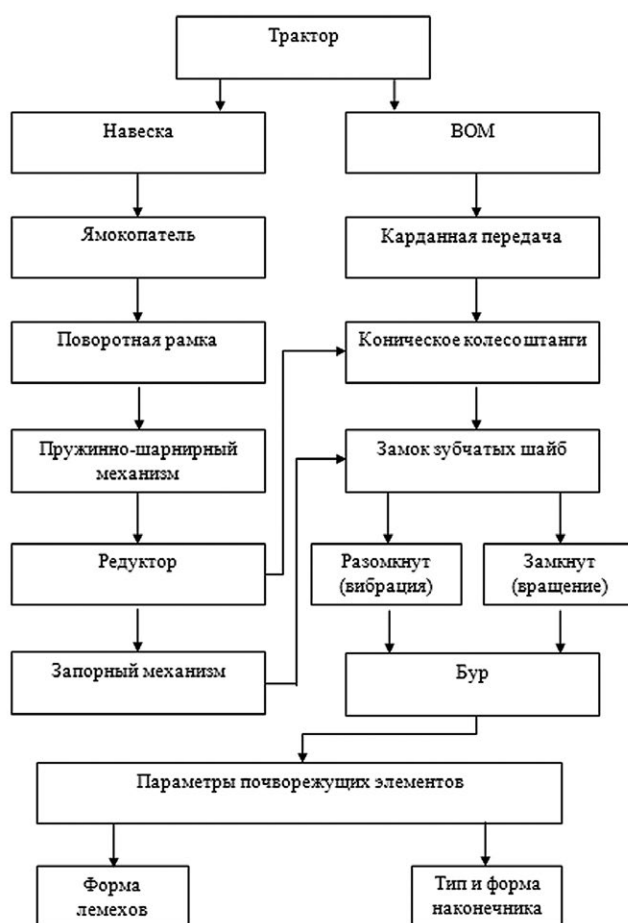 Трактор
Навеска
ВОМ
Ямокопатель
Карданная передача
Поворотная рамка
Коническое колесо штанги
Пружинно-шарнирный
механизм
Замок зубчатых шайб
Редуктор
Разомкнут
(вибрация)
Замкнут
(вращение)
Запорный механизм
Бур
Параметры почворежущих элементов
Форма
лемехов
Тип и форма
наконечника